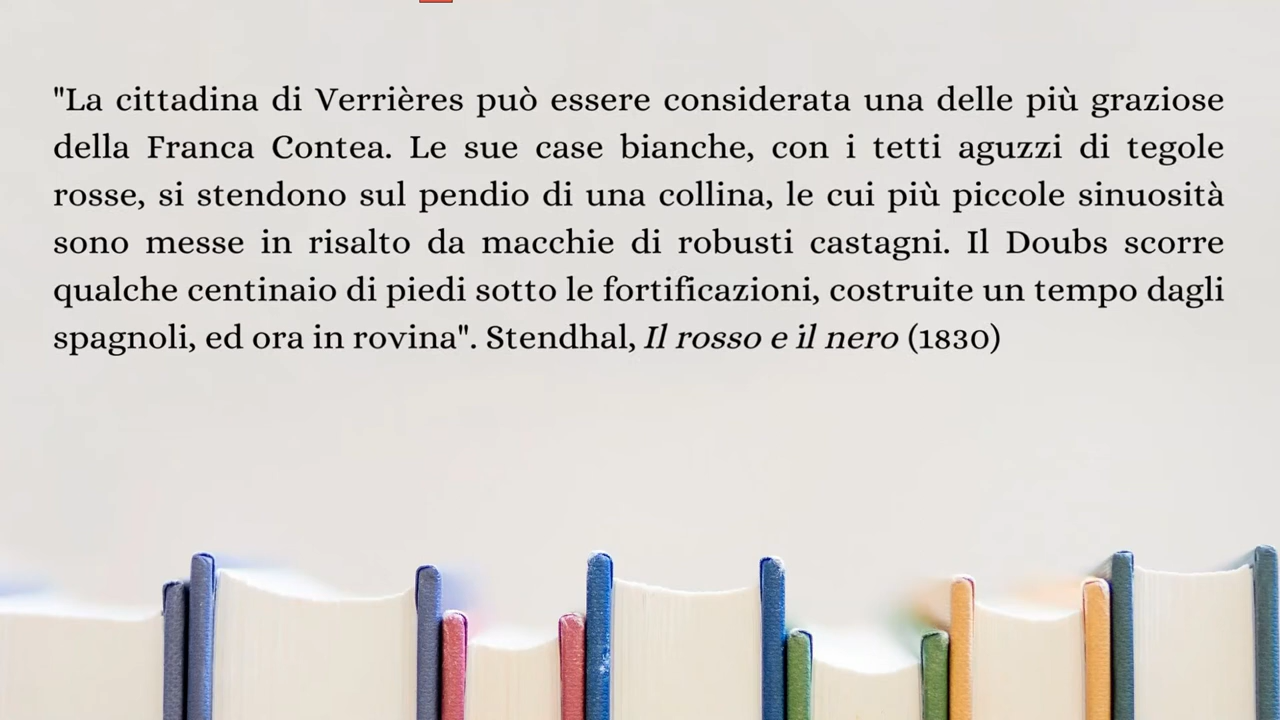 "La cittadina di Verrières può essere considerata una delle più graziose
della Franca Contea. Le sue case bianche, con i tetti aguzzi di tegole
rosse, si stendono sul pendio di una collina, le cui più piccole sinuosità
sono messe in risalto da macchie di robusti castagni. Il Doubs scorre
qualche centinaio di piedi sotto le fortificazioni, costruite un tempo dagli
spagnoli, ed ora in rovina". Stendhal, Il rosso e il nero (1830)